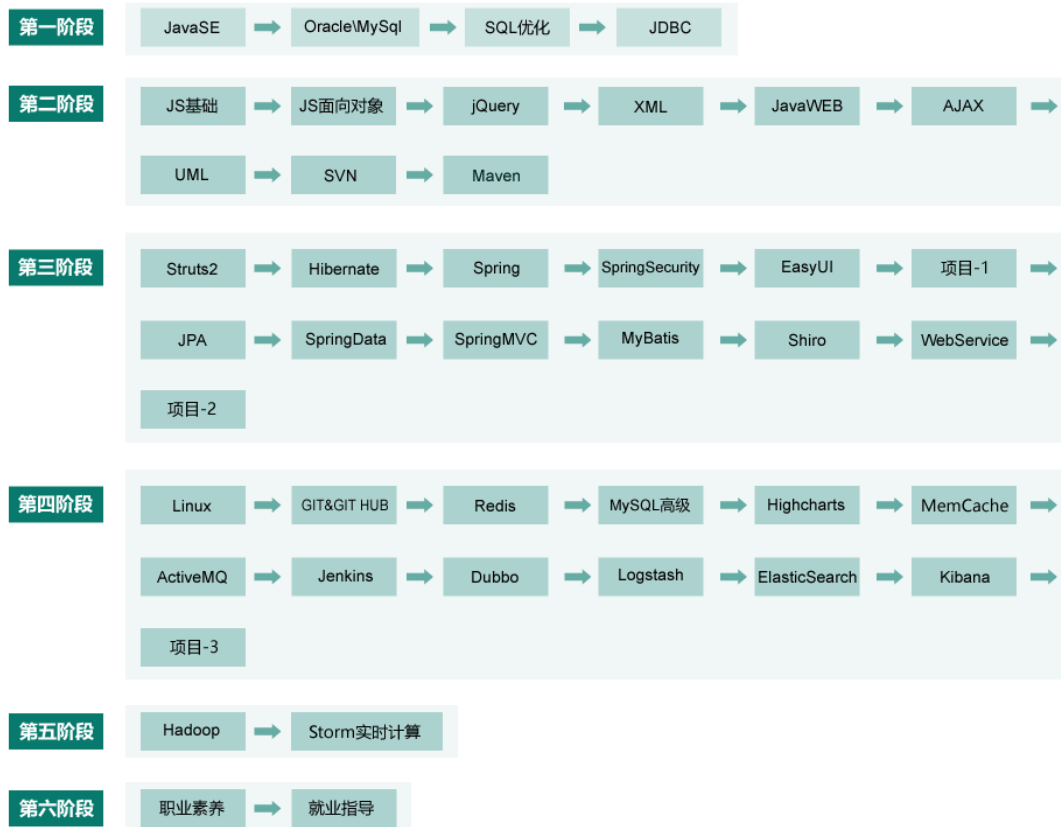 第一阶段 JavaSE Oracle\MySql SQL优化 JDBC
第二阶段 JS基础 JS面向对象 jQuery XML JavaWEB AJAX
UML SVN Maven
第三阶段 Struts2 Hibernate Spring SpringSecurity EasyUI 项目-1
JPA SpringData SpringMVC MyBatis Shiro WebService
项目-2
第四阶段 Linux GIT&GIT HUB Redis MySQL高级 Highcharts MemCache
ActiveMQ Jenkins Dubbo Logstash ElasticSearch Kibana
项目-3
第五阶段 Hadoop Storm实时计算
第六阶段 职业素养 就业指导